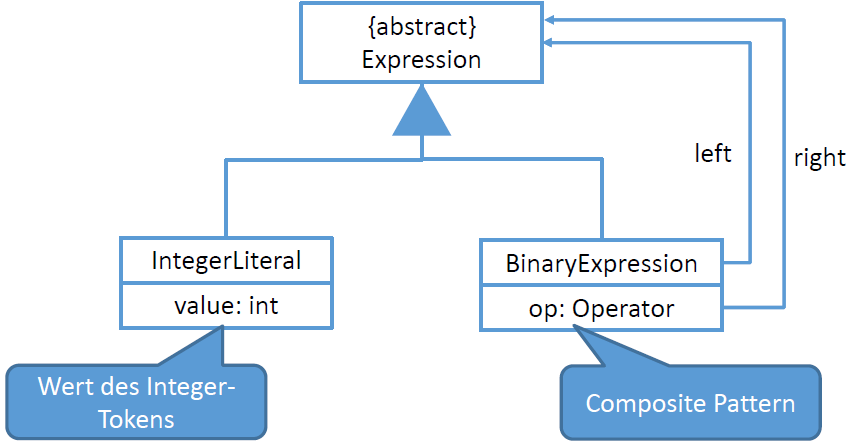 {abstract}
Expression
left
right
IntegerLiteral
value: int
BinaryExpression
op: Operator
Wert des Integer-
Tokens
Composite Pattern